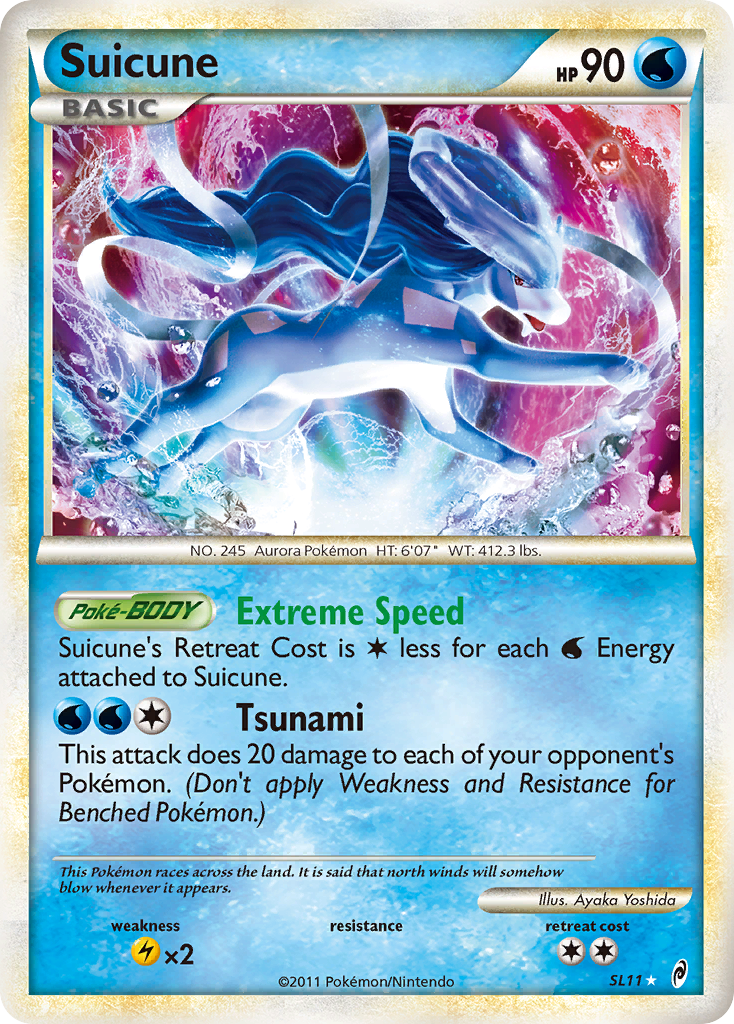 Suicune
HP 90
BASIC
NO. 245 Aurora Pokémon HT: 6'07" WT: 412.3 lbs.
Poké-BODY Extreme Speed
Suicune's Retreat Cost is less for each Energy
attached to Suicune.
Tsunami
This attack does 20 damage to each of your opponent's
Pokémon. (Don't apply Weakness and Resistance for
Benched Pokémon.)
This Pokémon races across the land. It is said that north winds will somehow
blow whenever it appears.
Illus. Ayaka Yoshida
weakness resistance retreat cost
×2
©2011 Pokémon/Nintendo
SL11 ★